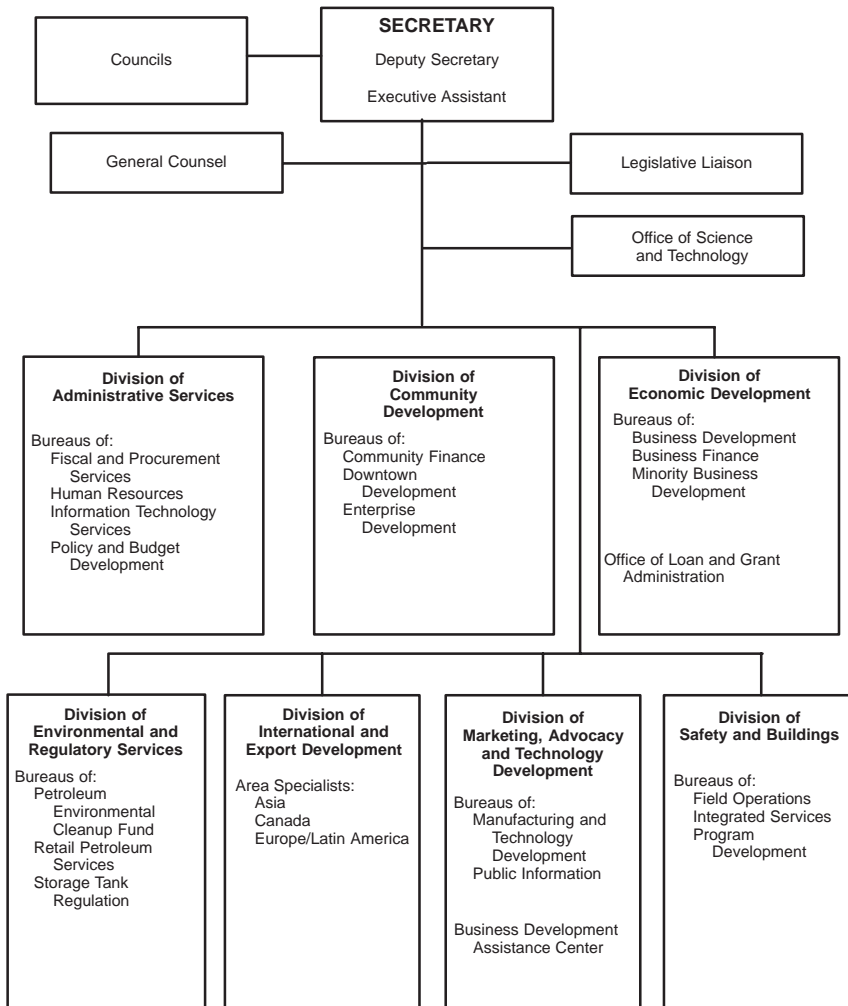 SECRETARY
Deputy Secretary
Executive Assistant
Councils
General Counsel
Legislative Liaison
Office of Science
and Technology
Division of
Administrative Services
Bureaus of:
Fiscal and Procurement
Services
Human Resources
Information Technology
Services
Policy and Budget
Development
Division of
Community
Development
Bureaus of:
Community Finance
Downtown
Development
Enterprise
Development
Division of
Economic Development
Bureaus of:
Business Development
Business Finance
Minority Business
Development
Office of Loan and Grant
Administration
Division of
Environmental and
Regulatory Services
Bureaus of:
Petroleum
Environmental
Cleanup Fund
Retail Petroleum
Services
Storage Tank
Regulation
Division of
International and
Export Development
Area Specialists:
Asia
Canada
Europe/Latin America
Division of
Marketing, Advocacy
and Technology
Development
Bureaus of:
Manufacturing and
Technology
Development
Public Information
Business Development
Assistance Center
Division of
Safety and Buildings
Bureaus of:
Field Operations
Integrated Services
Program
Development